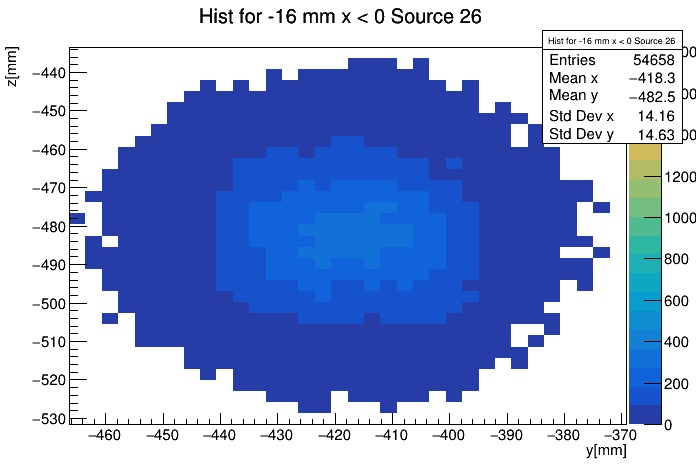 Hist for -16 mm x < 0 Source 26
z[mm]
Hist for -16 mm x < 0 Source 26
Entries 54658
Mean x −418.3
Mean y −482.5
Std Dev x 14.16
Std Dev y 14.63
−440
−450
−460
−470
−480
−490
−500
−510
−520
−530
−460 −450 −440 −430 −420 −410 −400 −390 −380 −370
y[mm]
1200
1000
800
600
400
200
0